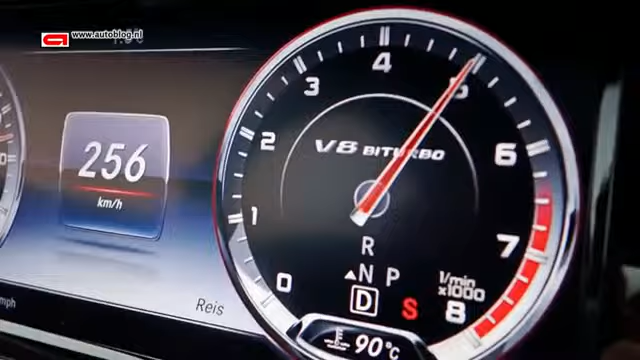 www.autoblog.nl
256
km/h
mph
Reis
0
1
2
3
4
5
6
7
8
V8 BITURBO
R
N P
D S
1/min
x1000
90°C